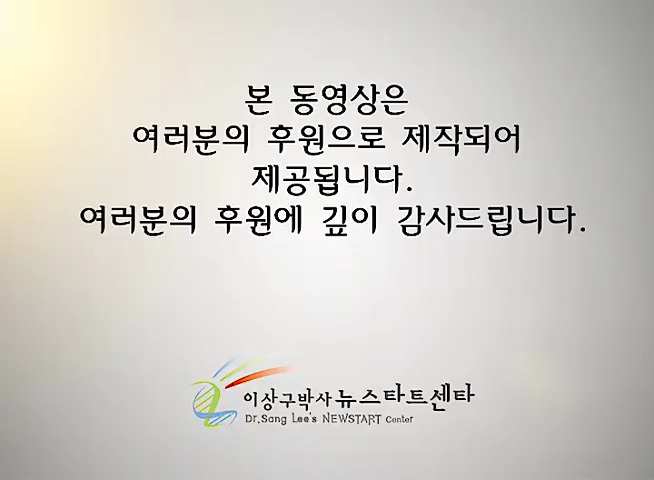 본 동영상은
여러분의 후원으로 제작되어
제공됩니다.
여러분의 후원에 깊이 감사드립니다.
이상구박사 뉴스타트센타
Dr.Sang Lee's NEWSTART Center